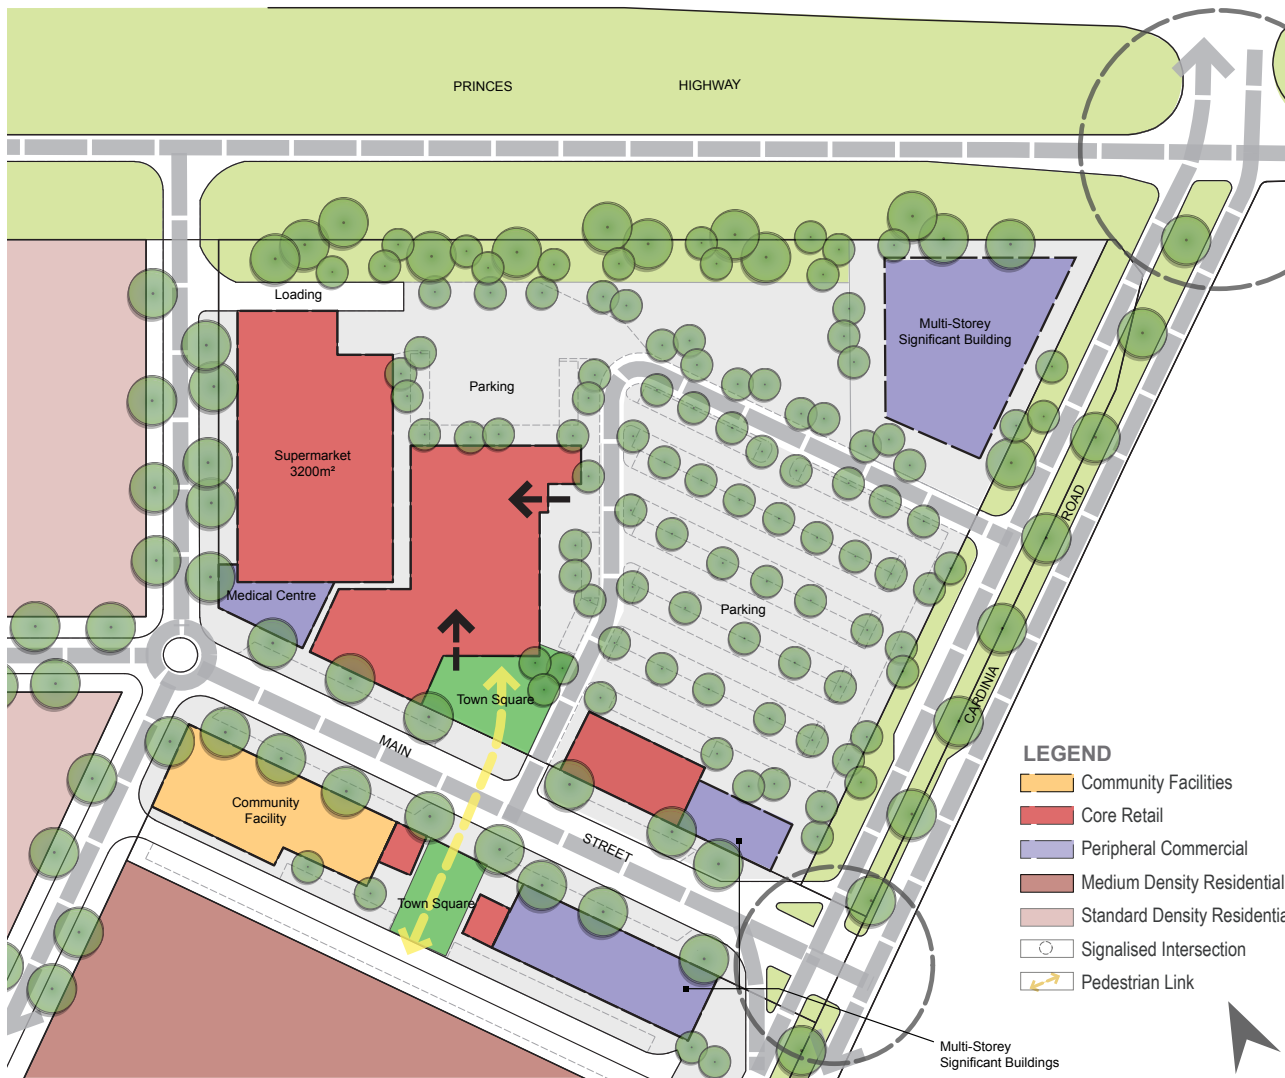 PRINCES HIGHWAY
Loading
Multi-Storey
Significant Building
Parking
Supermarket
3200m²
ROAD
Medical Centre
Parking
CARDINIA
Town Square
MAIN
STREET
Community
Facility
Town Square
LEGEND
Community Facilities
Core Retail
Peripheral Commercial
Medium Density Residential
Standard Density Residentia
Signalised Intersection
Pedestrian Link
Multi-Storey
Significant Buildings